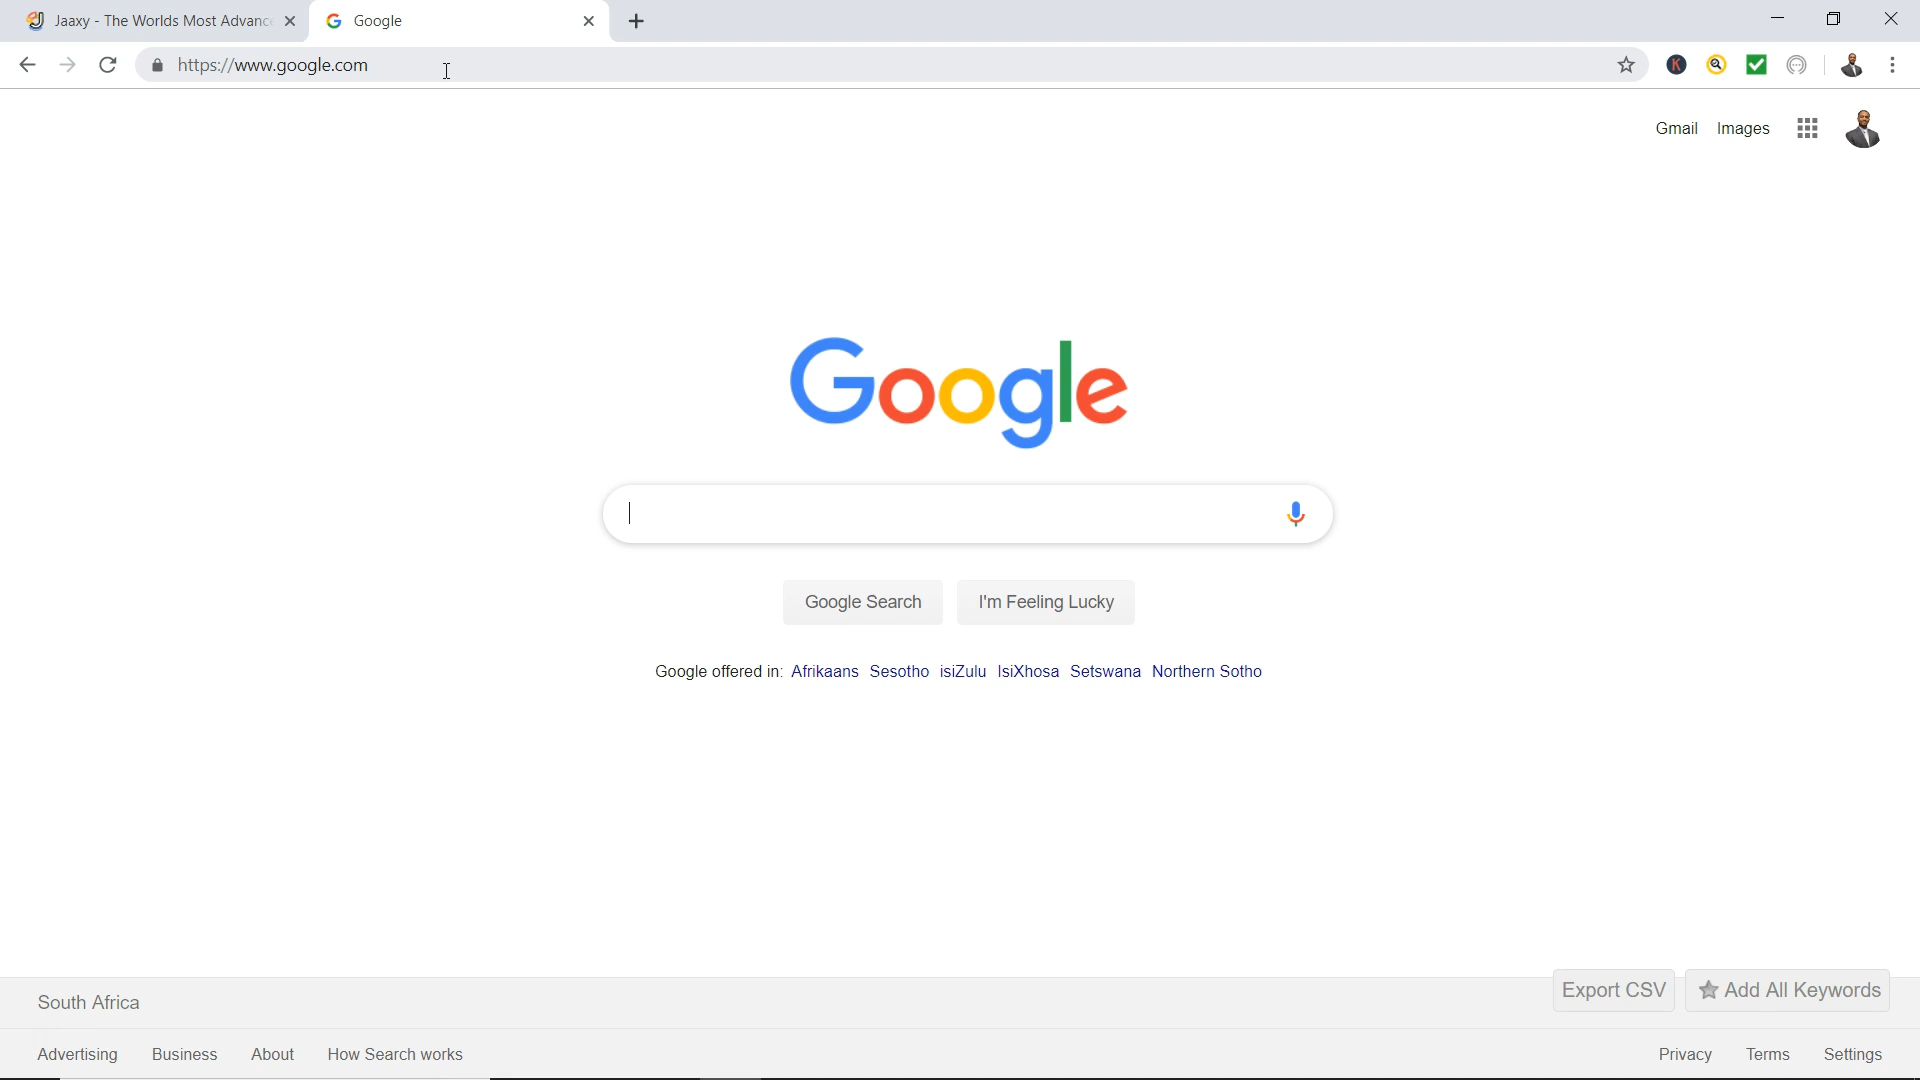 Jaaxy - The Worlds Most Advanc
Google
https://www.google.com
K
Gmail Images
Google
Google Search I'm Feeling Lucky
Google offered in: Afrikaans Sesotho isiZulu IsiXhosa Setswana Northern Sotho
South Africa
Export CSV Add All Keywords
Advertising Business About How Search works Privacy Terms Settings